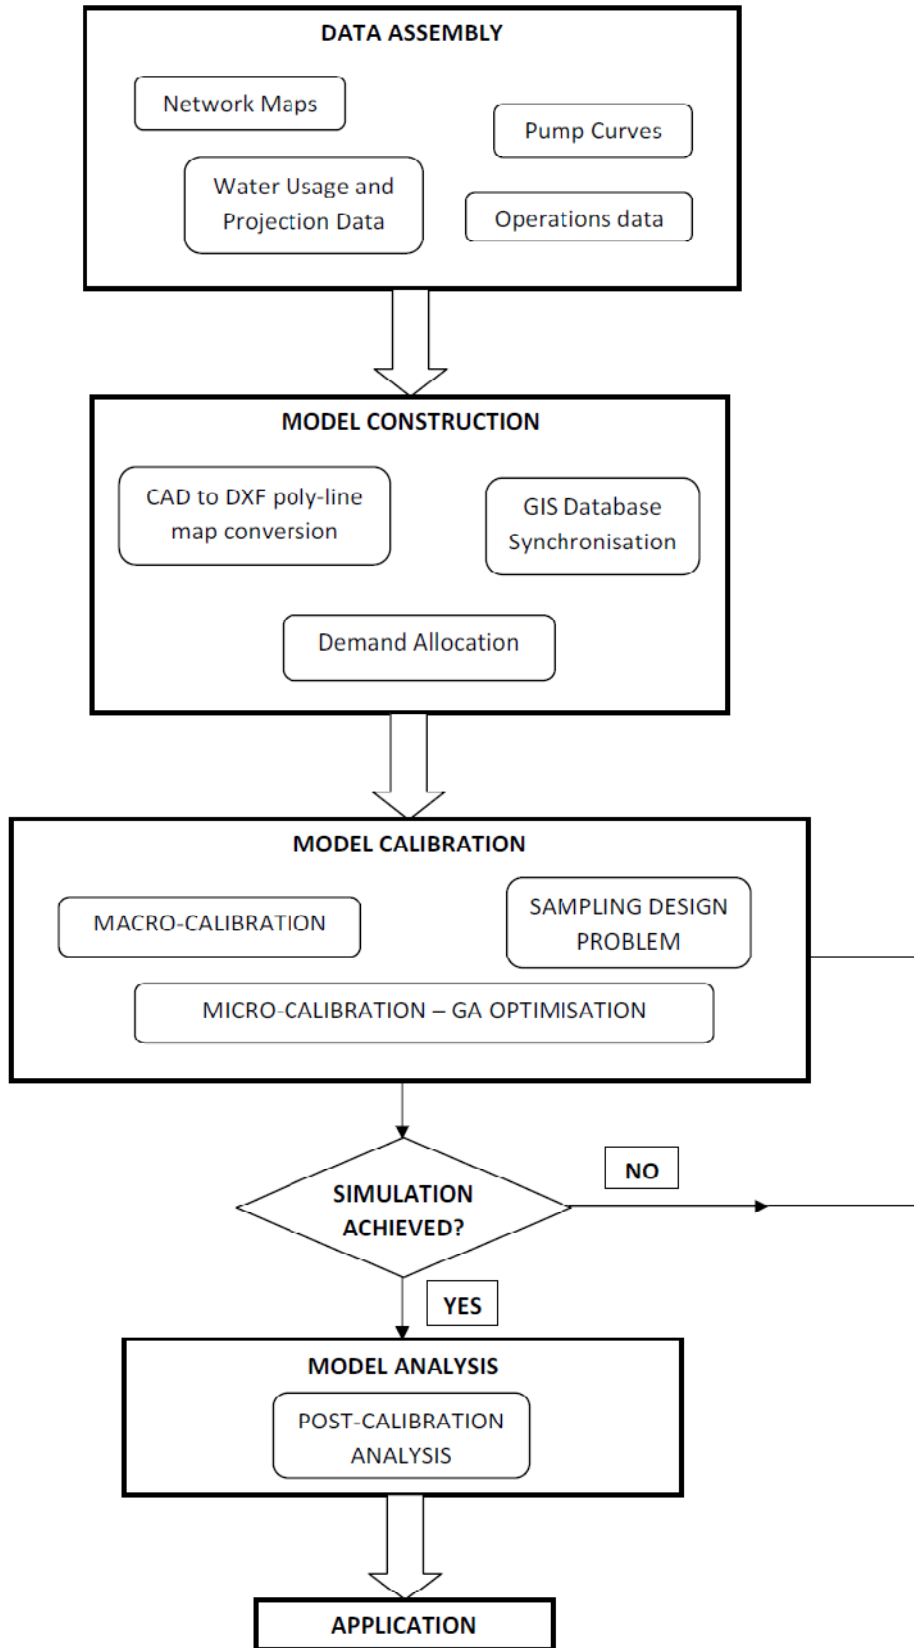 DATA ASSEMBLY
Network Maps
Pump Curves
Water Usage and
Projection Data
Operations data
MODEL CONSTRUCTION
CAD to DXF poly-line
map conversion
GIS Database
Synchronisation
Demand Allocation
MODEL CALIBRATION
MACRO-CALIBRATION
SAMPLING DESIGN
PROBLEM
MICRO-CALIBRATION – GA OPTIMISATION
SIMULATION
ACHIEVED?
NO
YES
MODEL ANALYSIS
POST-CALIBRATION
ANALYSIS
APPLICATION